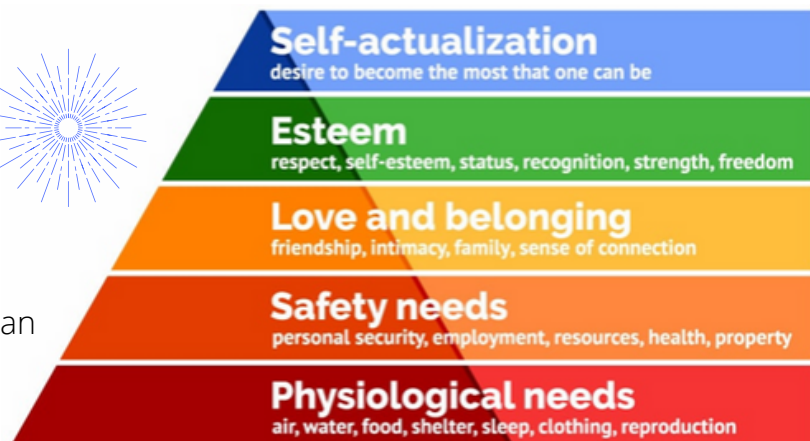 Self-actualization
desire to become the most that one can be
Esteem
respect, self-esteem, status, recognition, strength, freedom
Love and belonging
friendship, intimacy, family, sense of connection
an
Safety needs
personal security, employment, resources, health, property
Physiological needs
air, water, food, shelter, sleep, clothing, reproduction